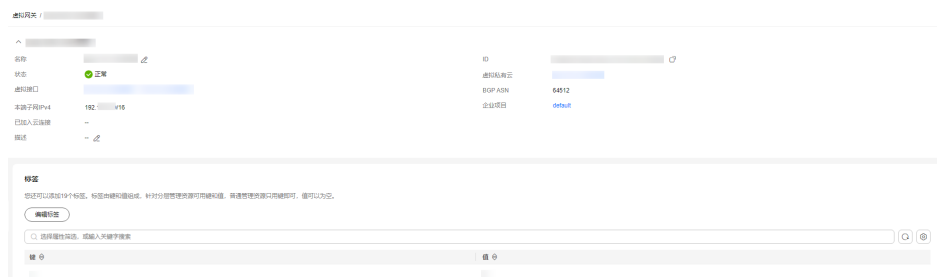 虚拟网关 /
名称
ID
状态 正常
虚拟私有云
虚拟接口
BGP ASN 64512
本端子网IPv4 192. /16
企业项目 default
已加入云连接 --
描述 --
标签
您还可以添加19个标签。标签由键和值组成，针对分层管理资源可用键和值，普通管理资源只用键即可，值可以为空。
编辑标签
选择属性筛选，或输入关键字搜索
键 值